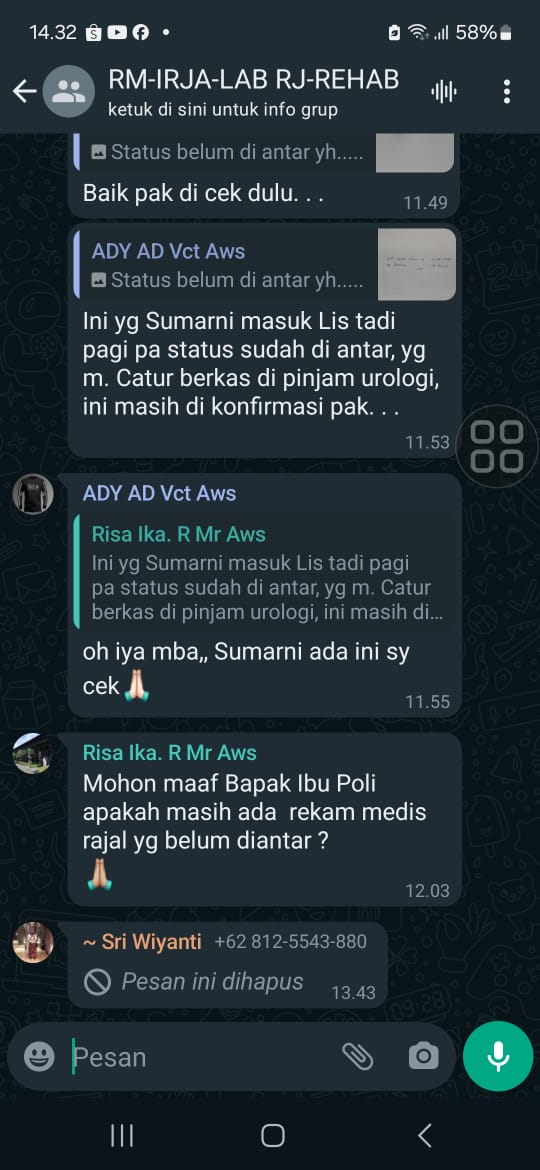 14.32
58%
RM-IRJA-LAB RJ-REHAB
ketuk di sini untuk info grup
Status belum di antar yh.....
Baik pak di cek dulu. . .
11.49
ADY AD Vct Aws
Status belum di antar yh.....
Ini yg Sumarni masuk Lis tadi
pagi pa status sudah di antar, yg
m. Catur berkas di pinjam urologi,
ini masih di konfirmasi pak. . .
11.53
ADY AD Vct Aws
Risa Ika. R Mr Aws
Ini yg Sumarni masuk Lis tadi pagi
pa status sudah di antar, yg m. Catur
berkas di pinjam urologi, ini masih di...
oh iya mba,, Sumarni ada ini sy
cek🙏
11.55
Risa Ika. R Mr Aws
Mohon maaf Bapak Ibu Poli
apakah masih ada  rekam medis
rajal yg belum diantar ?
🙏
12.03
~ Sri Wiyanti +62 812-5543-880
Pesan ini dihapus
13.43
Pesan